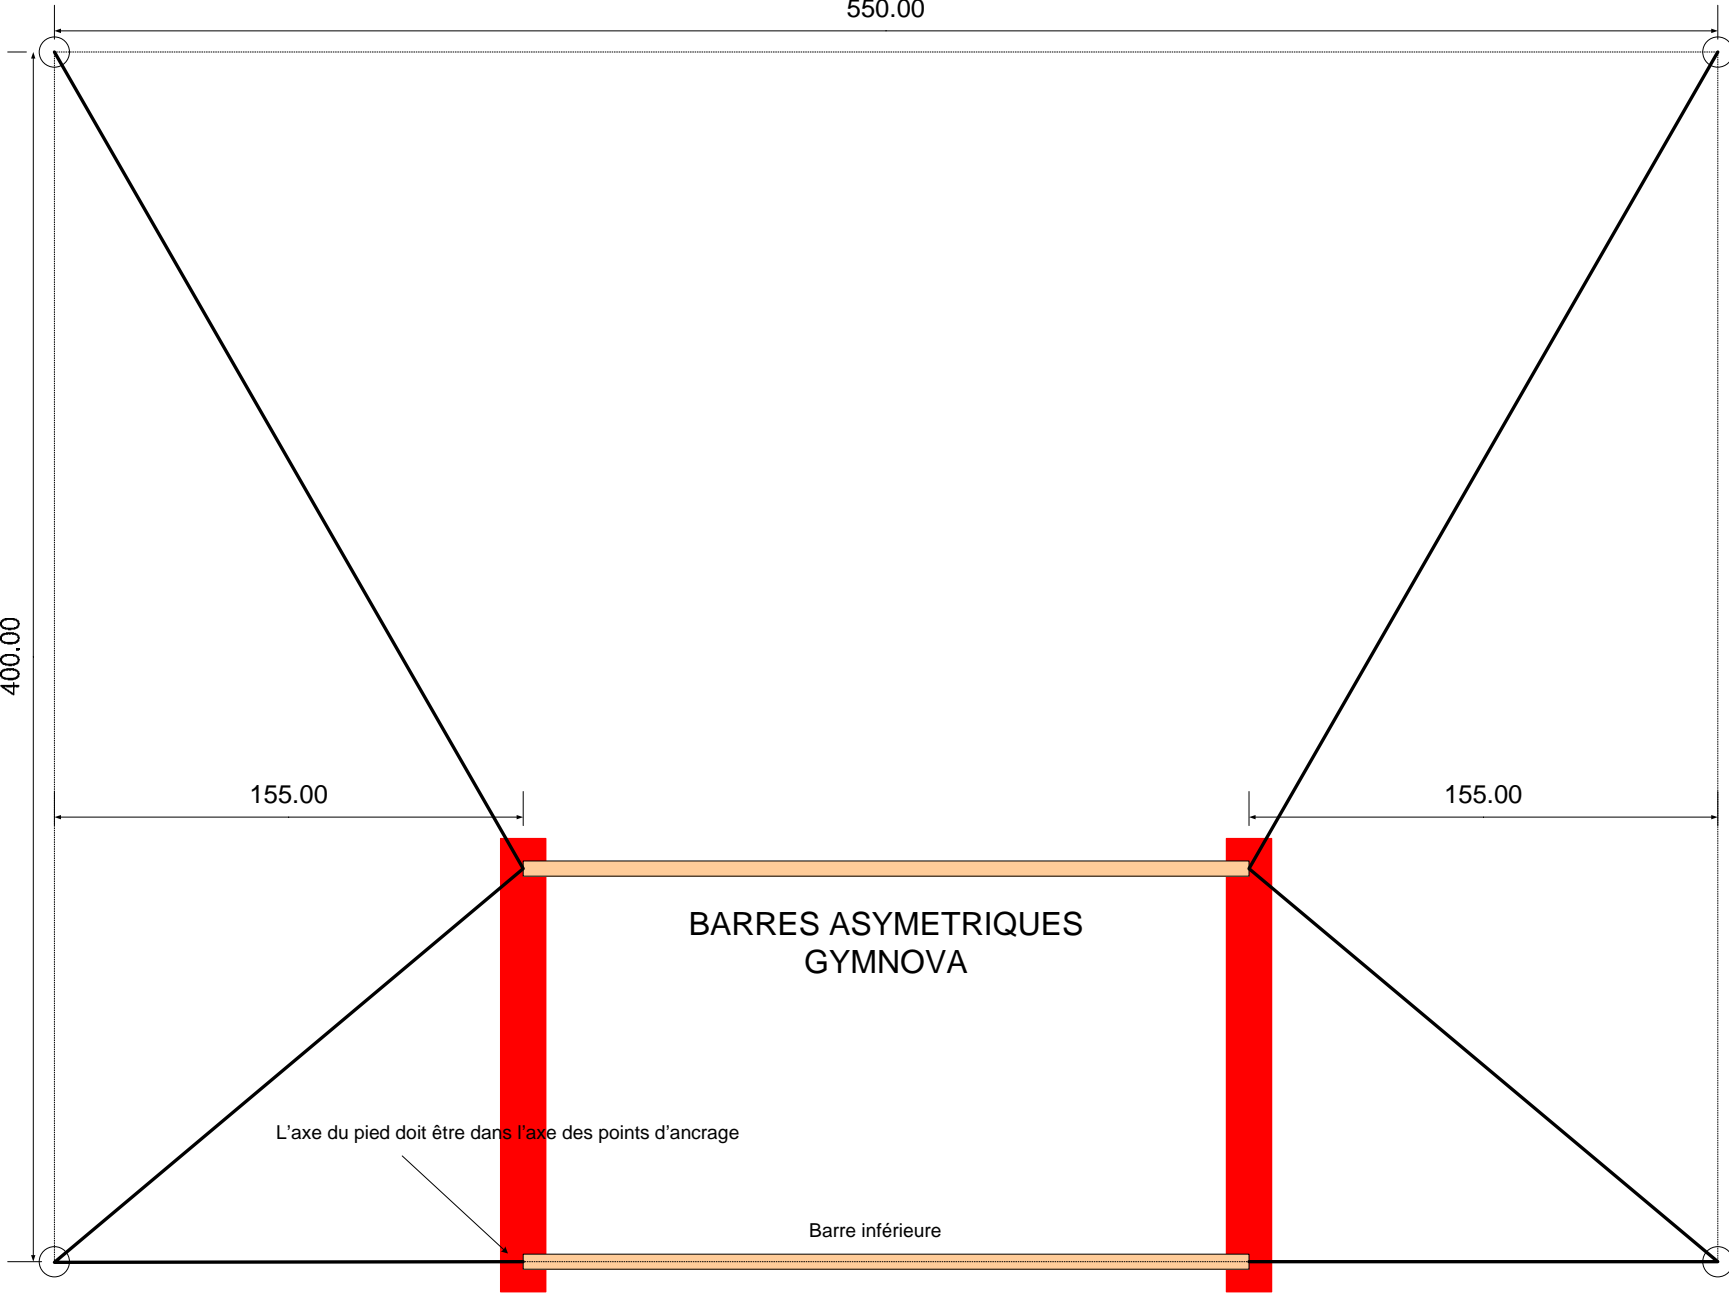 550.00
400.00
155.00
155.00
BARRES ASYMETRIQUES
GYMNOVA
L'axe du pied doit être dans l'axe des points d'ancrage
Barre inférieure